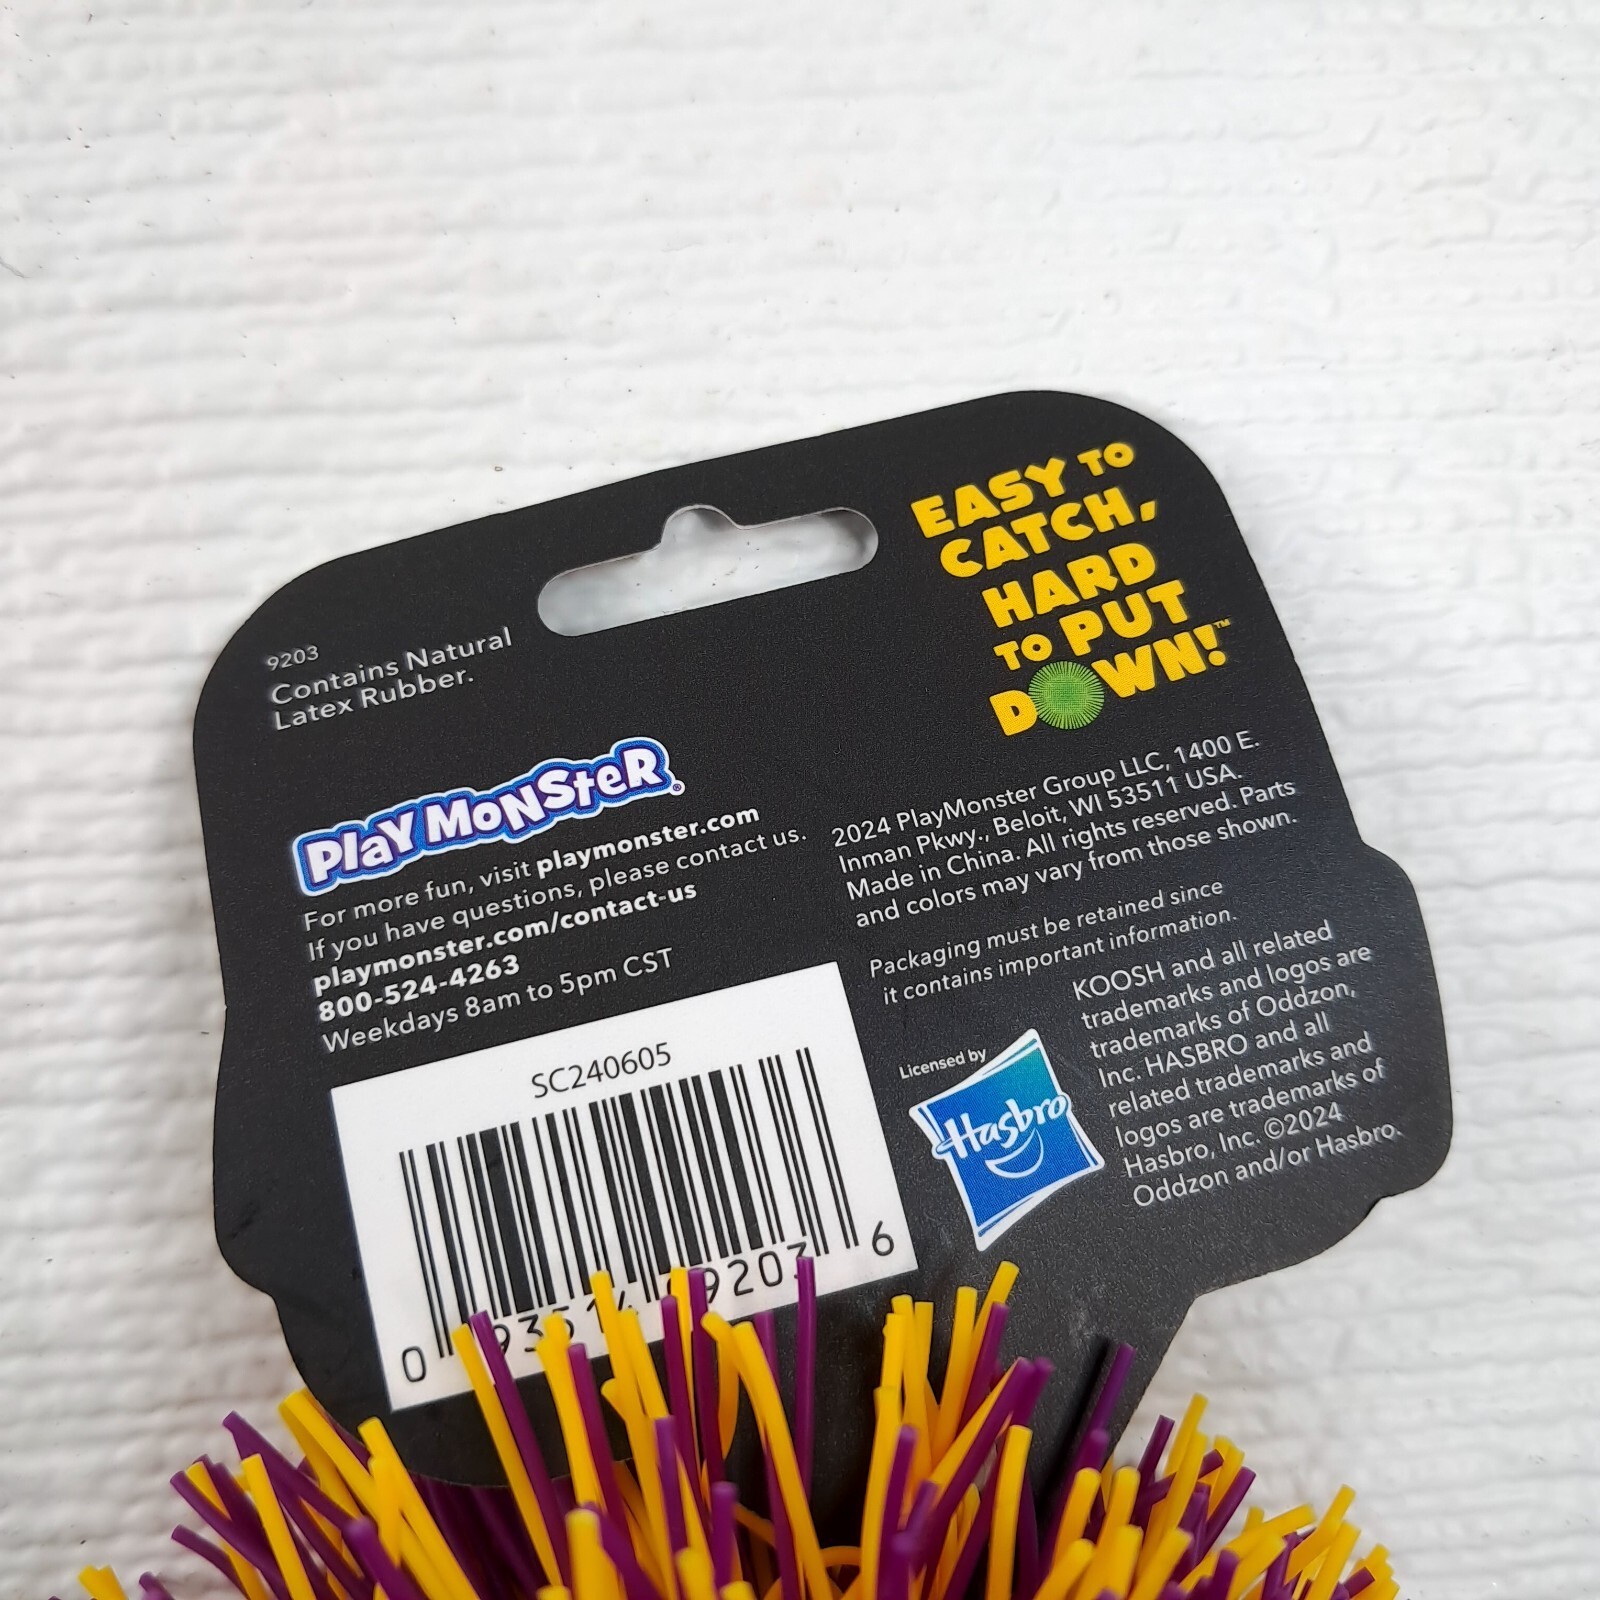 EASY TO
CATCH,
HARD
TO PUT
DOWN!™
9203
Contains Natural
Latex Rubber.
PlayMonster®
For more fun, visit playmonster.com
If you have questions, please contact us.
playmonster.com/contact-us
800-524-4263
Weekdays 8am to 5pm CST
2024 PlayMonster Group LLC, 1400 E.
Inman Pkwy., Beloit, WI 53511 USA.
Made in China. All rights reserved. Parts
and colors may vary from those shown.
Packaging must be retained since
it contains important information.
SC240605
0 9203 6
Licensed by
Hasbro
KOOSH and all related
trademarks and logos are
trademarks of Oddzon,
Inc. HASBRO and all
related trademarks and
logos are trademarks of
Hasbro, Inc. ©2024
Oddzon and/or Hasbro.